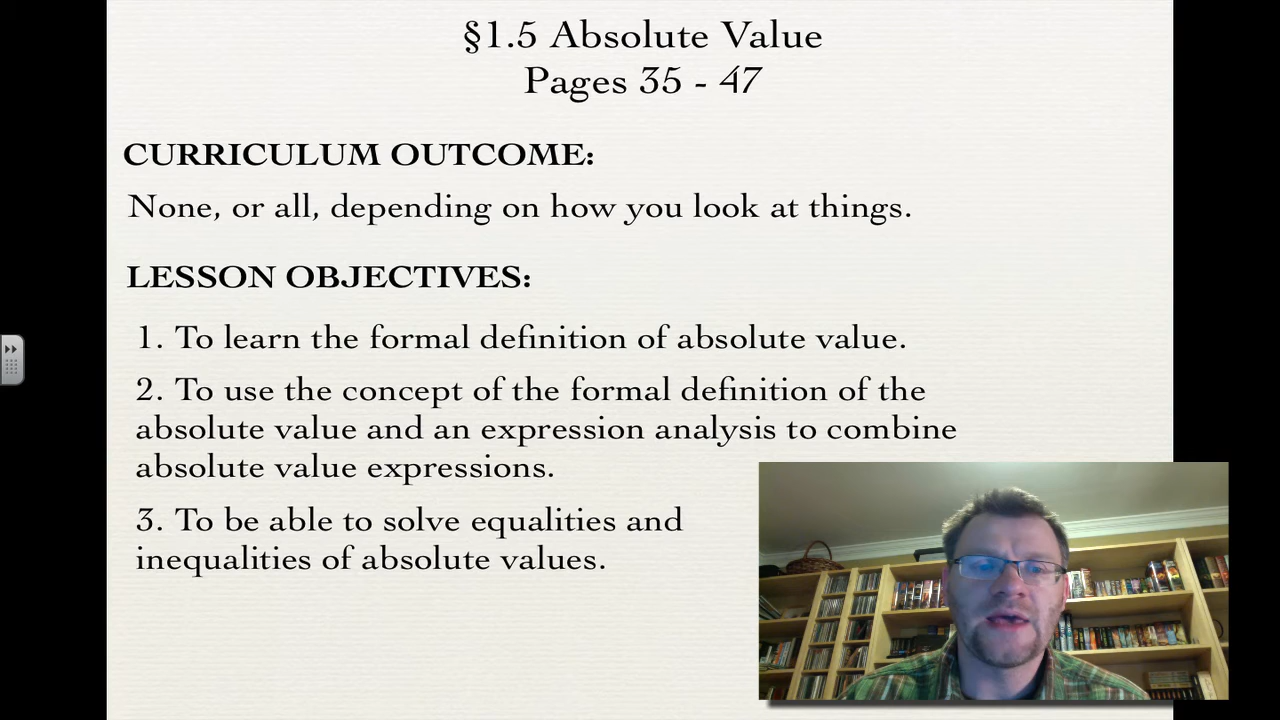 §1.5 Absolute Value
Pages 35 - 47
CURRICULUM OUTCOME:
None, or all, depending on how you look at things.
LESSON OBJECTIVES:
1. To learn the formal definition of absolute value.
2. To use the concept of the formal definition of the
absolute value and an expression analysis to combine
absolute value expressions.
3. To be able to solve equalities and
inequalities of absolute values.